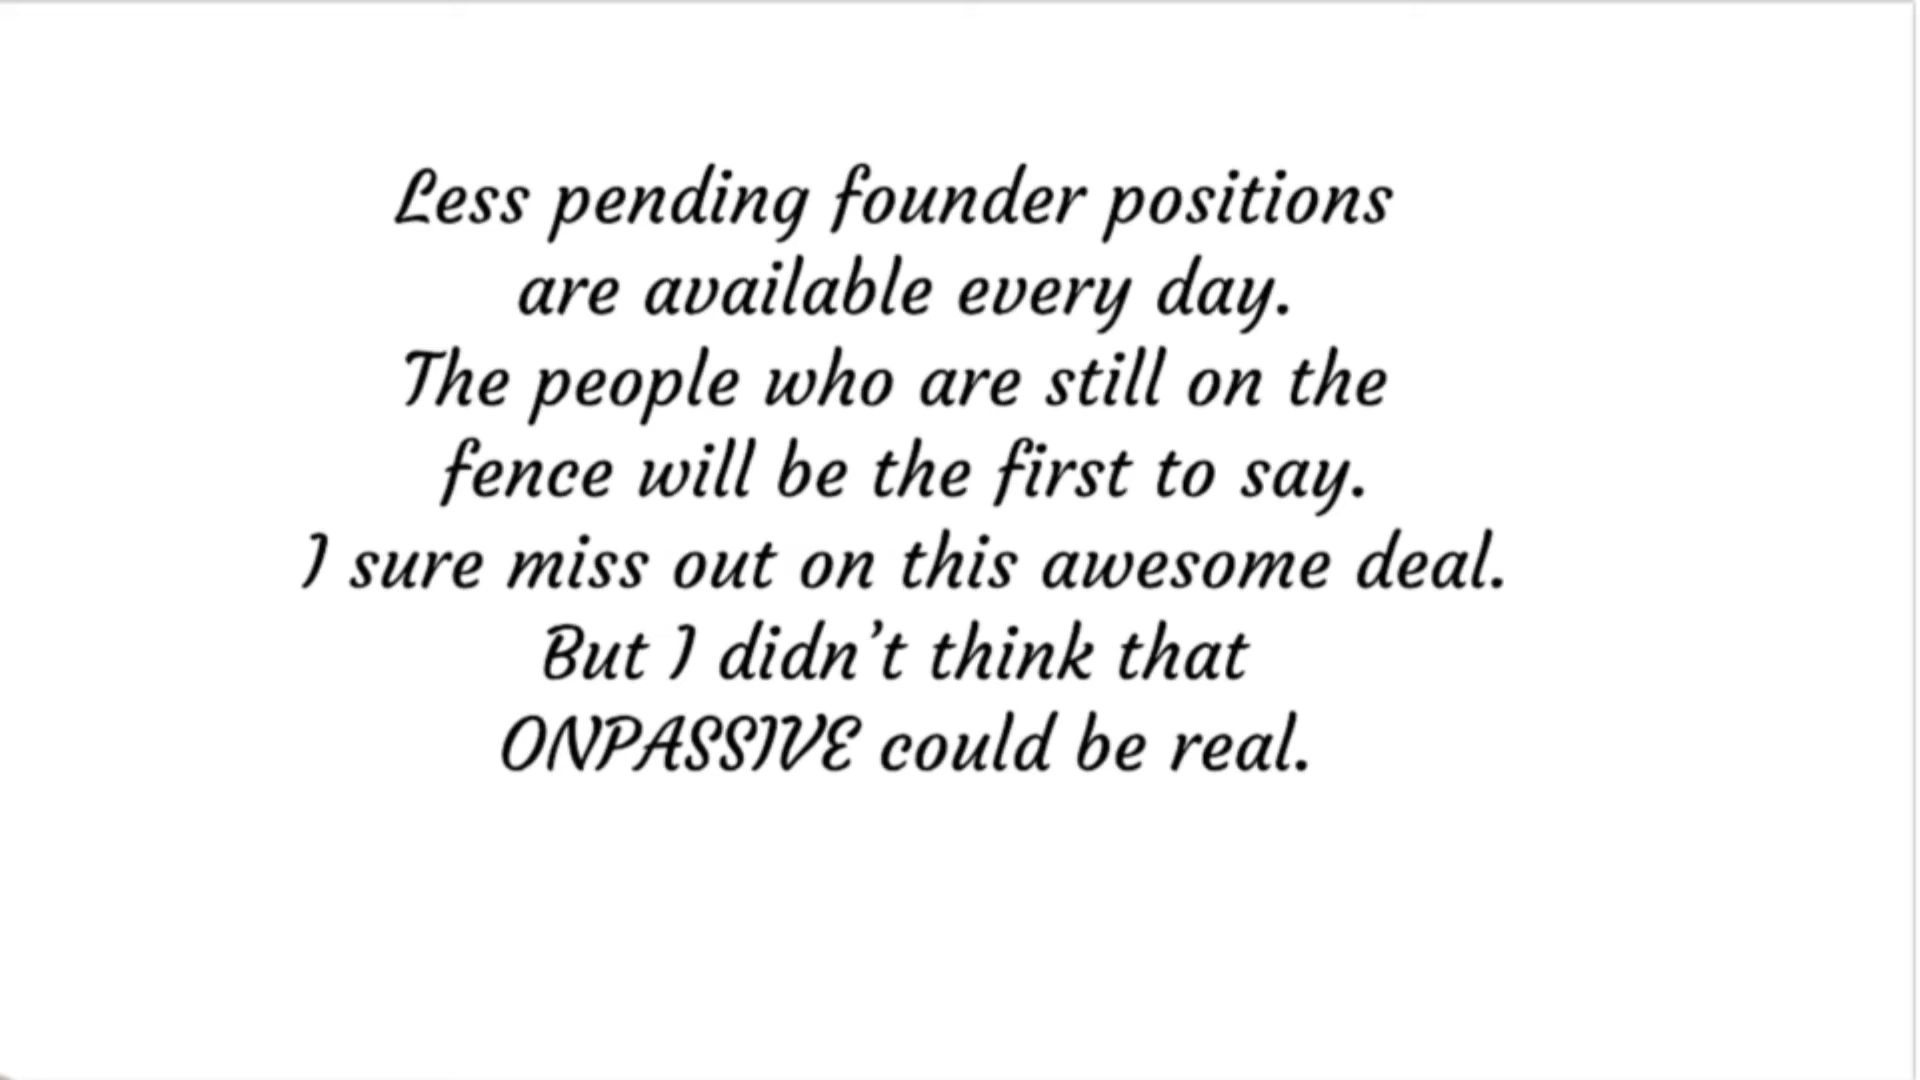 Less pending founder positions
are available every day.
The people who are still on the
fence will be the first to say.
I sure miss out on this awesome deal.
But I didn’t think that
ONPASSIVE could be real.